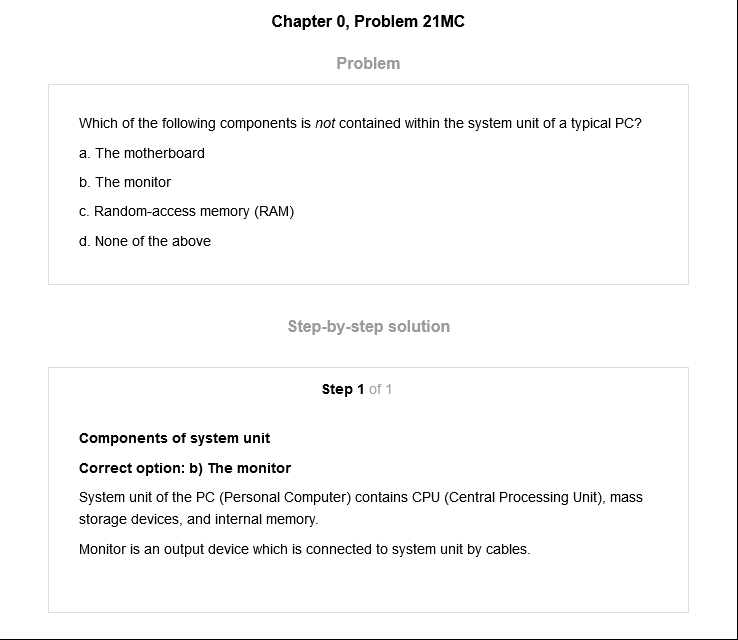 Chapter 0, Problem 21MC
Problem
Which of the following components is not contained within the system unit of a typical PC?
a. The motherboard
b. The monitor
c. Random-access memory (RAM)
d. None of the above
Step-by-step solution
Step 1 of 1
Components of system unit
Correct option: b) The monitor
System unit of the PC (Personal Computer) contains CPU (Central Processing Unit), mass
storage devices, and internal memory.
Monitor is an output device which is connected to system unit by cables.